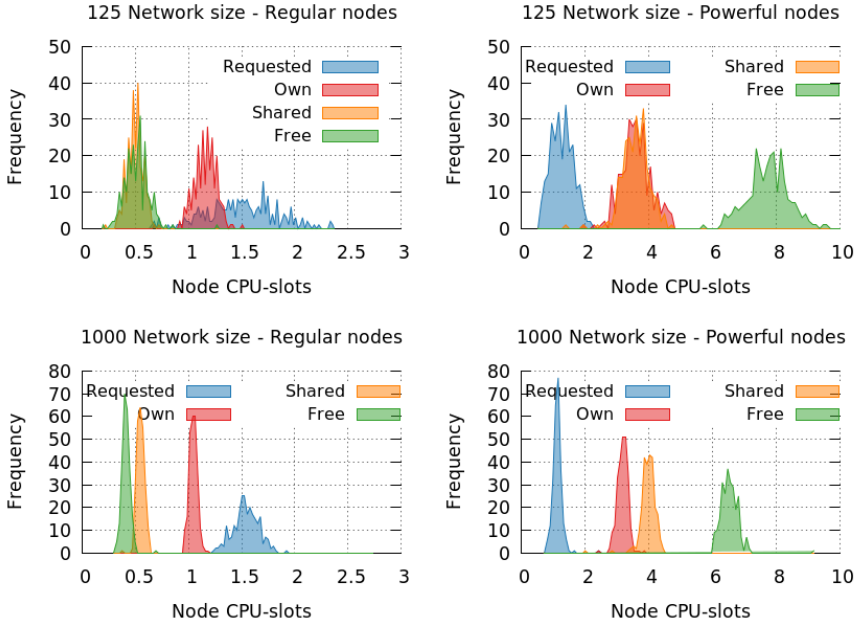 125 Network size - Regular nodes
50
40
30
20
10
0
Frequency
Requested
Own
Shared
Free
0 0.5 1 1.5 2 2.5 3
Node CPU-slots
125 Network size - Powerful nodes
50
40
30
20
10
0
Frequency
Requested Shared
Own Free
0 2 4 6 8 10
Node CPU-slots
1000 Network size - Regular nodes
80
70
60
50
40
30
20
10
0
Frequency
Requested Shared
Own Free
0 0.5 1 1.5 2 2.5 3
Node CPU-slots
1000 Network size - Powerful nodes
80
70
60
50
40
30
20
10
0
Frequency
Requested Shared
Own Free
0 2 4 6 8 10
Node CPU-slots